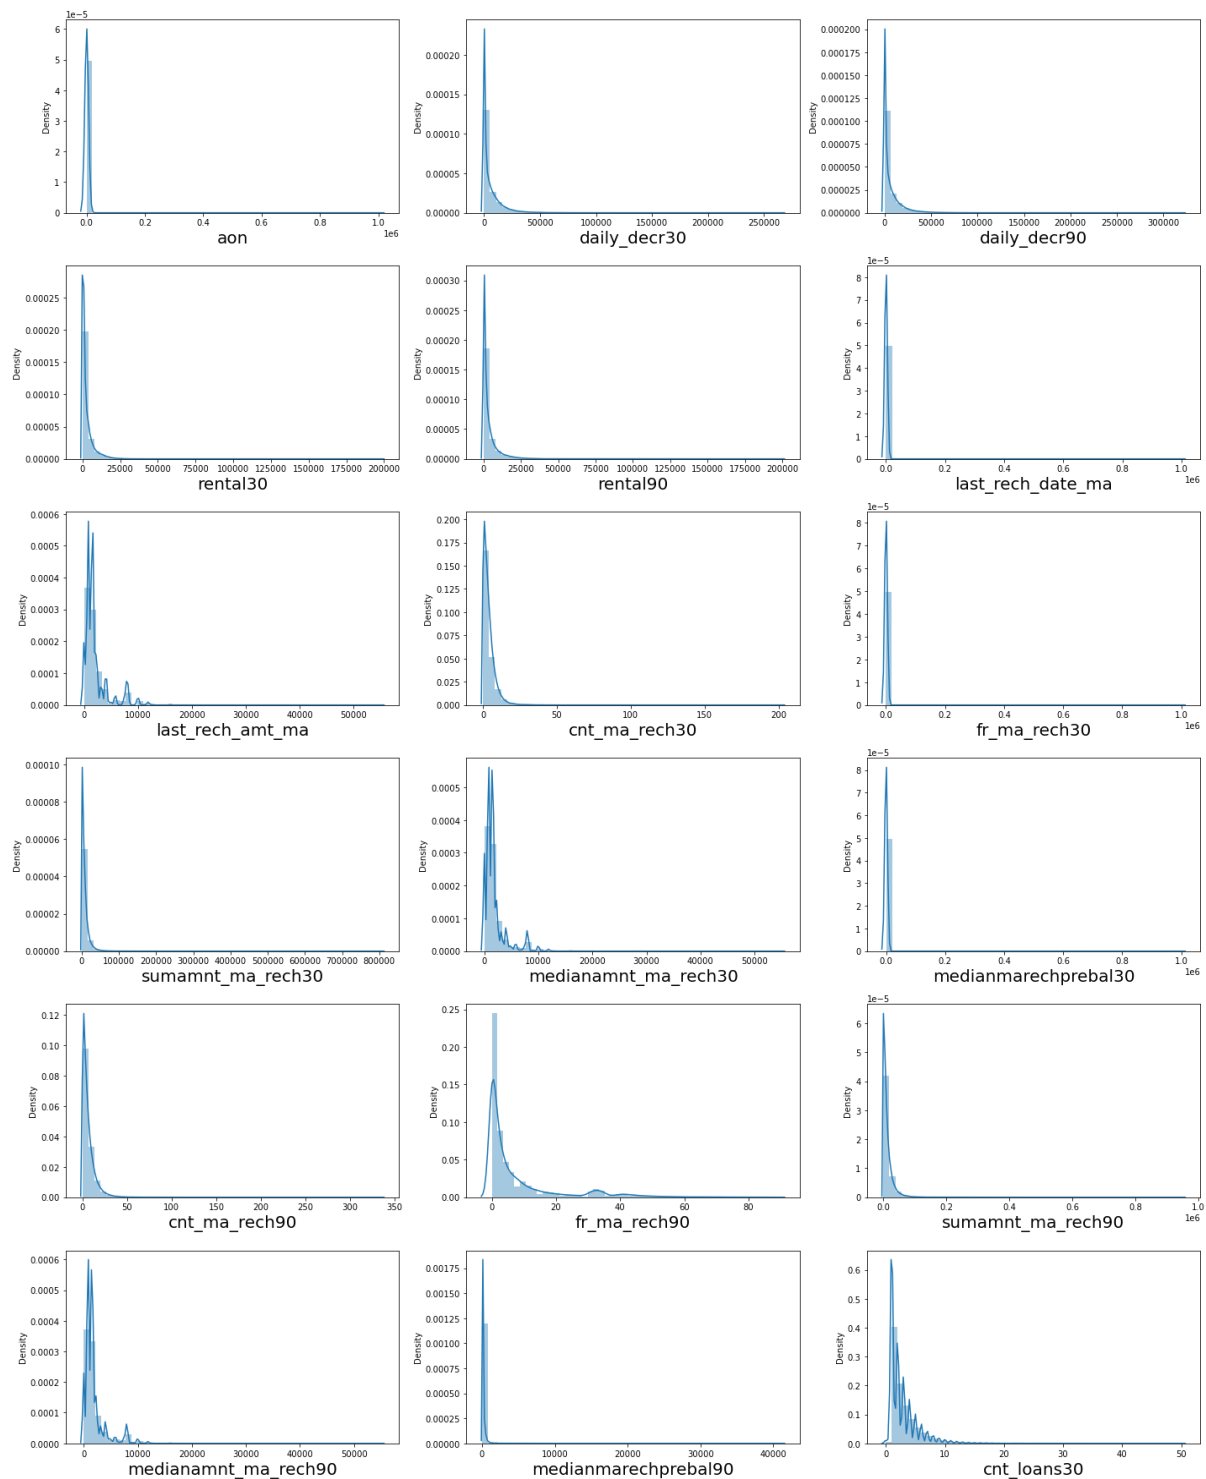 1e−5
6
5
4
3
2
1
0
Density
0.0 0.2 0.4 0.6 0.8 1.0
1e6
aon
0.00020
0.00015
0.00010
0.00005
0.00000
Density
0 50000 100000 150000 200000 250000
daily_decr30
0.000200
0.000175
0.000150
0.000125
0.000100
0.000075
0.000050
0.000025
0.000000
Density
0 50000 100000 150000 200000 250000 300000
daily_decr90
0.00025
0.00020
0.00015
0.00010
0.00005
0.00000
Density
0 25000 50000 75000 100000 125000 150000 175000 200000
rental30
0.00030
0.00025
0.00020
0.00015
0.00010
0.00005
0.00000
Density
0 25000 50000 75000 100000 125000 150000 175000 200000
rental90
1e−5
8
7
6
5
4
3
2
1
0
Density
0.0 0.2 0.4 0.6 0.8 1.0
1e6
last_rech_date_ma
0.0006
0.0005
0.0004
0.0003
0.0002
0.0001
0.0000
Density
0 10000 20000 30000 40000 50000
last_rech_amt_ma
0.200
0.175
0.150
0.125
0.100
0.075
0.050
0.025
0.000
Density
0 50 100 150 200
cnt_ma_rech30
1e−5
8
7
6
5
4
3
2
1
0
Density
0.0 0.2 0.4 0.6 0.8 1.0
1e6
fr_ma_rech30
0.00010
0.00008
0.00006
0.00004
0.00002
0.00000
Density
0 100000 200000 300000 400000 500000 600000 700000 800000
sumamnt_ma_rech30
0.0005
0.0004
0.0003
0.0002
0.0001
0.0000
Density
0 10000 20000 30000 40000 50000
medianamnt_ma_rech30
1e−5
8
7
6
5
4
3
2
1
0
Density
0.0 0.2 0.4 0.6 0.8 1.0
1e6
medianmarechprebal30
0.12
0.10
0.08
0.06
0.04
0.02
0.00
Density
0 50 100 150 200 250 300 350
cnt_ma_rech90
0.25
0.20
0.15
0.10
0.05
0.00
Density
0 20 40 60 80
fr_ma_rech90
1e−5
6
5
4
3
2
1
0
Density
0.0 0.2 0.4 0.6 0.8 1.0
1e6
sumamnt_ma_rech90
0.0006
0.0005
0.0004
0.0003
0.0002
0.0001
0.0000
Density
0 10000 20000 30000 40000 50000
medianamnt_ma_rech90
0.00175
0.00150
0.00125
0.00100
0.00075
0.00050
0.00025
0.00000
Density
0 10000 20000 30000 40000
medianmarechprebal90
0.6
0.5
0.4
0.3
0.2
0.1
0.0
Density
0 10 20 30 40 50
cnt_loans30